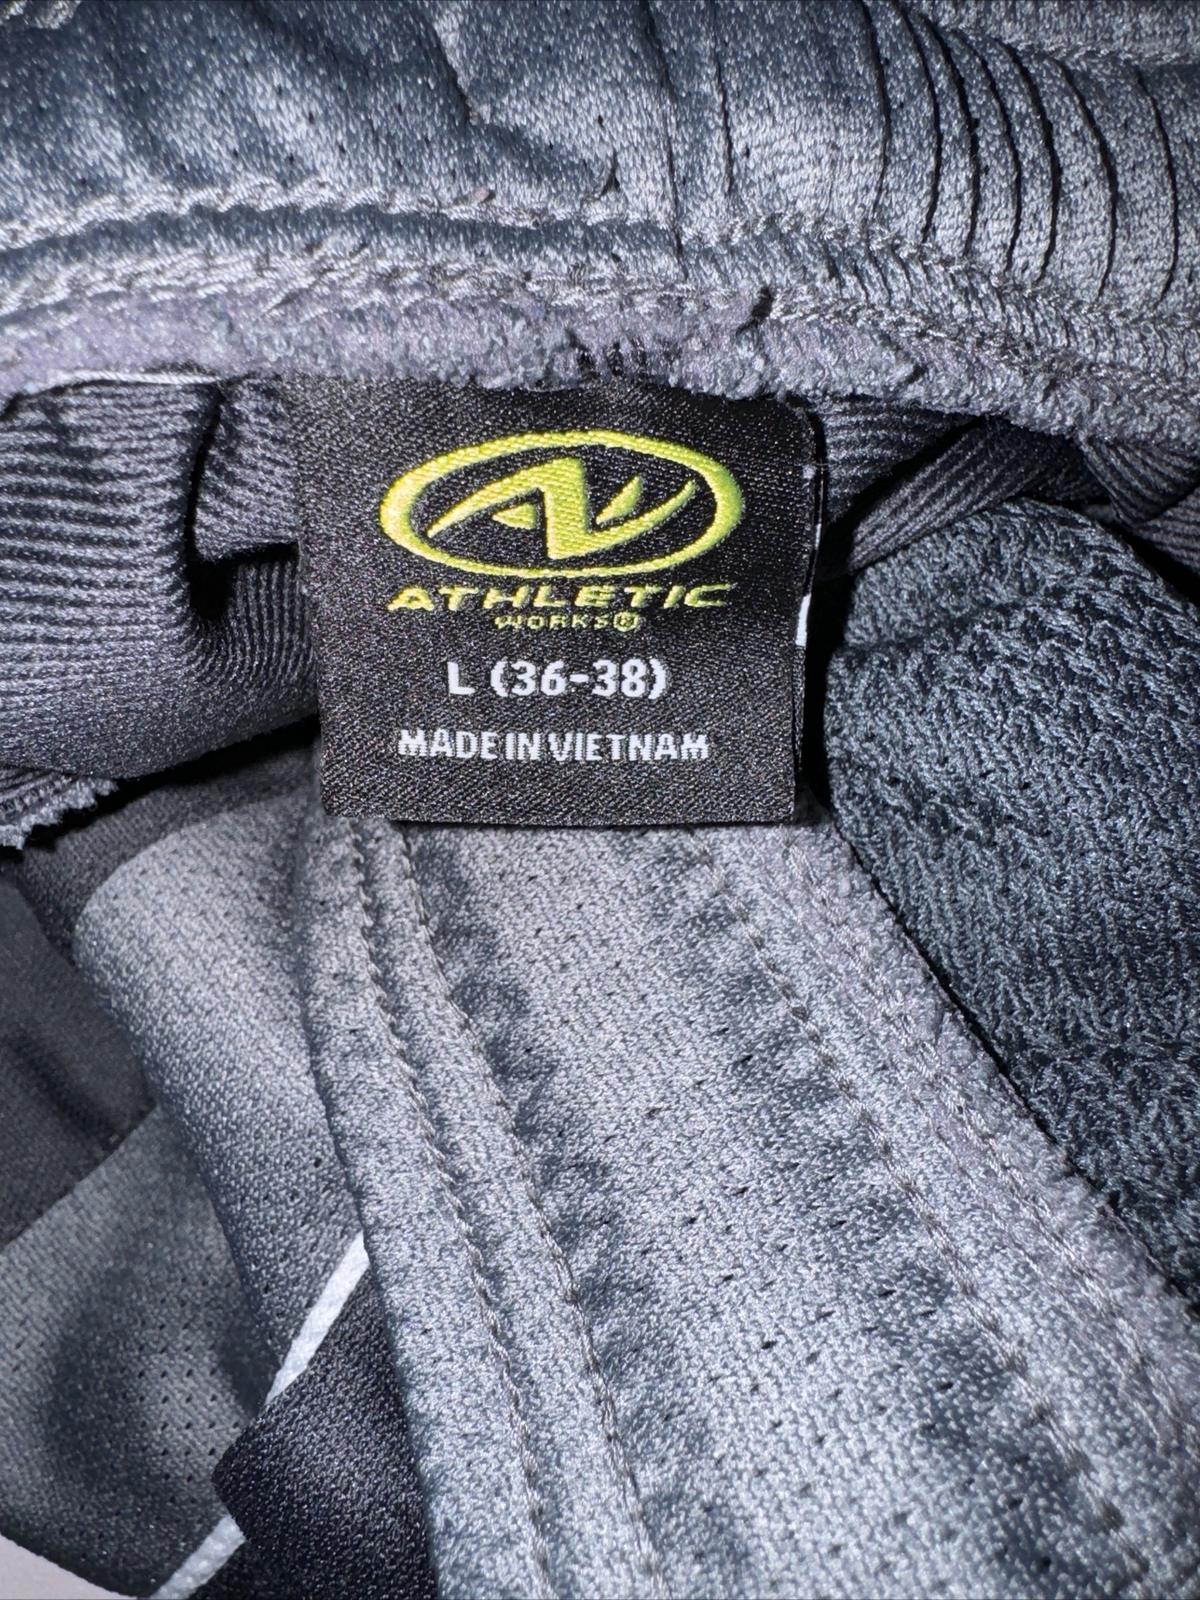 ATHLETIC
WORKS®
L (36-38)
MADE IN VIETNAM